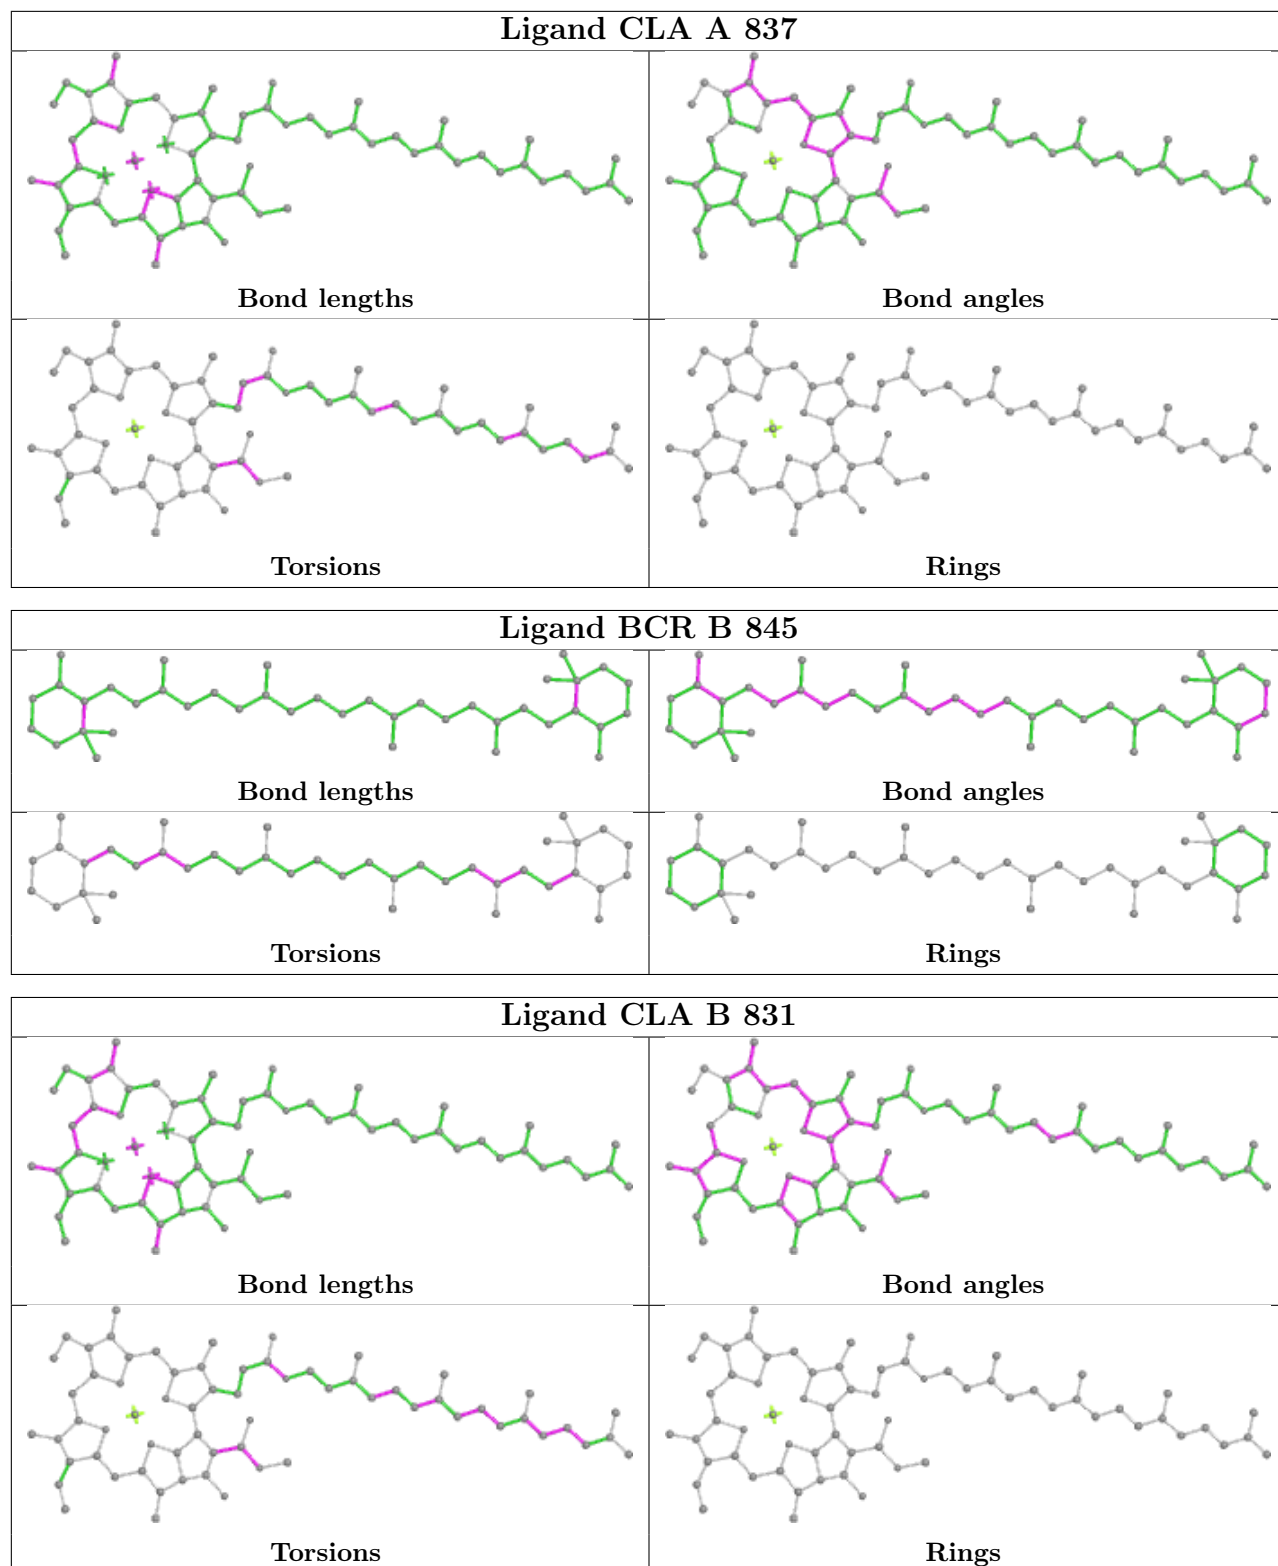 Ligand CLA A 837
Bond lengths
Bond angles
Torsions
Rings
Ligand BCR B 845
Bond lengths
Bond angles
Torsions
Rings
Ligand CLA B 831
Bond lengths
Bond angles
Torsions
Rings